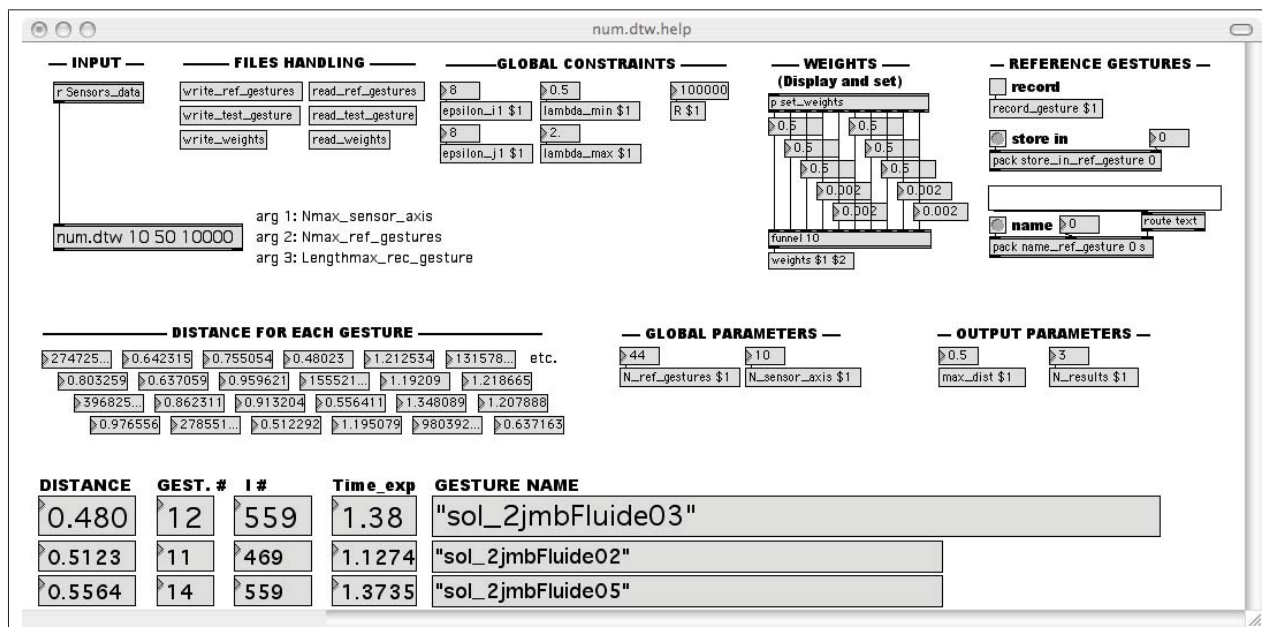 num.dtw.help
INPUT
r Sensors_data
FILES HANDLING
write_ref_gestures read_ref_gestures
write_test_gesture read_test_gesture
write_weights read_weights
GLOBAL CONSTRAINTS
8 0.5 100000
epsilon_i1 $1 lambda_min $1 R $1
8 2.
epsilon_j1 $1 lambda_max $1
WEIGHTS
(Display and set)
p set_weights
0.5 0.5
0.5 0.5
0.5 0.5
0.002 0.002
0.002 0.002
funnel 10
weights $1 $2
REFERENCE GESTURES
record
record_gesture $1
store in 0
pack store_in_ref_gesture 0
name 0 route text
pack name_ref_gesture 0 s
num.dtw 10 50 10000
arg 1: Nmax_sensor_axis
arg 2: Nmax_ref_gestures
arg 3: Lengthmax_rec_gesture
DISTANCE FOR EACH GESTURE
274725... 0.642315 0.755054 0.48023 1.212534 131578... etc.
0.803259 0.637059 0.959621 155521... 1.19209 1.218665
396825... 0.862311 0.913204 0.556411 1.348089 1.207888
0.976556 278551... 0.512292 1.195079 980392... 0.637163
GLOBAL PARAMETERS
44 10
N_ref_gestures $1 N_sensor_axis $1
OUTPUT PARAMETERS
0.5 3
max_dist $1 N_results $1
DISTANCE GEST. # I # Time_exp GESTURE NAME
0.480 12 559 1.38 "sol_2jmbFluide03"
0.5123 11 469 1.1274 "sol_2jmbFluide02"
0.5564 14 559 1.3735 "sol_2jmbFluide05"